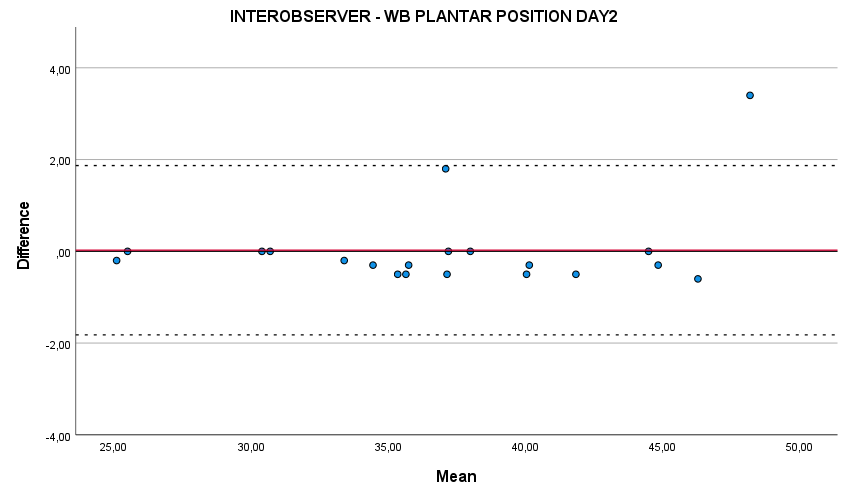 INTEROBSERVER - WB PLANTAR POSITION DAY2
4,00
2,00
,00
-2,00
-4,00
Difference
25,00 30,00 35,00 40,00 45,00 50,00
Mean